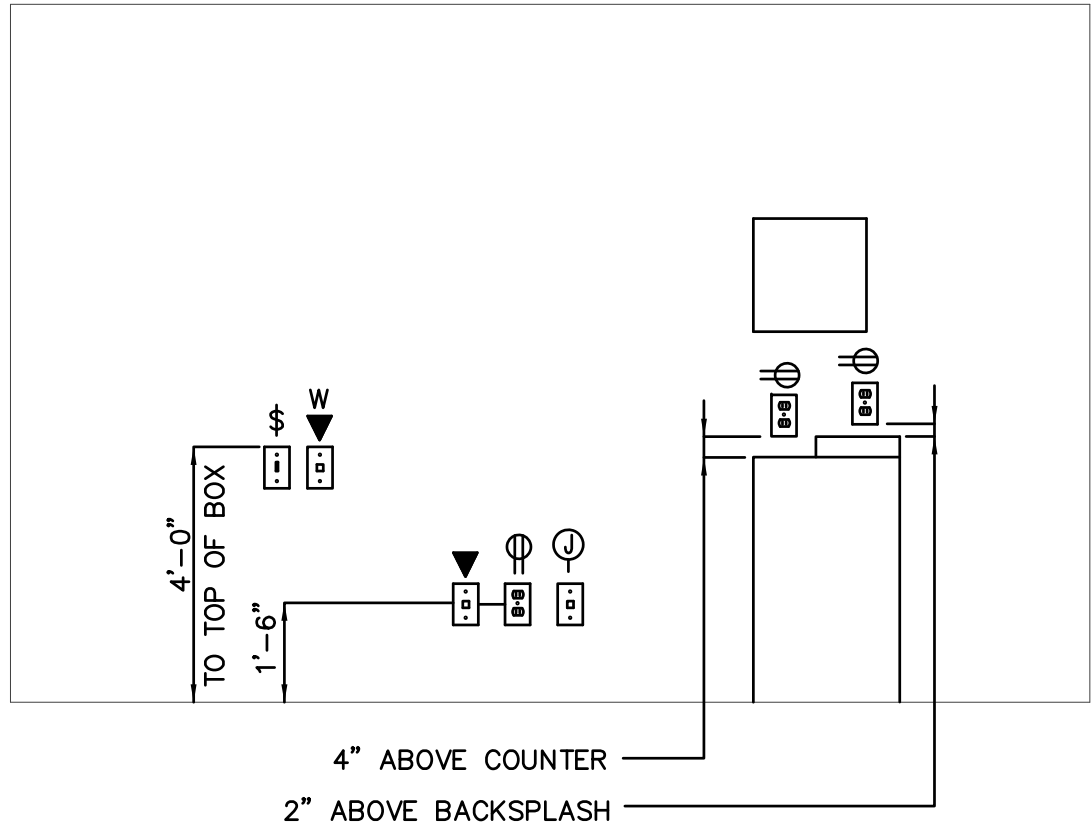 W
$
4'-0"
TO TOP OF BOX
1'-6"
J
4" ABOVE COUNTER
2" ABOVE BACKSPLASH